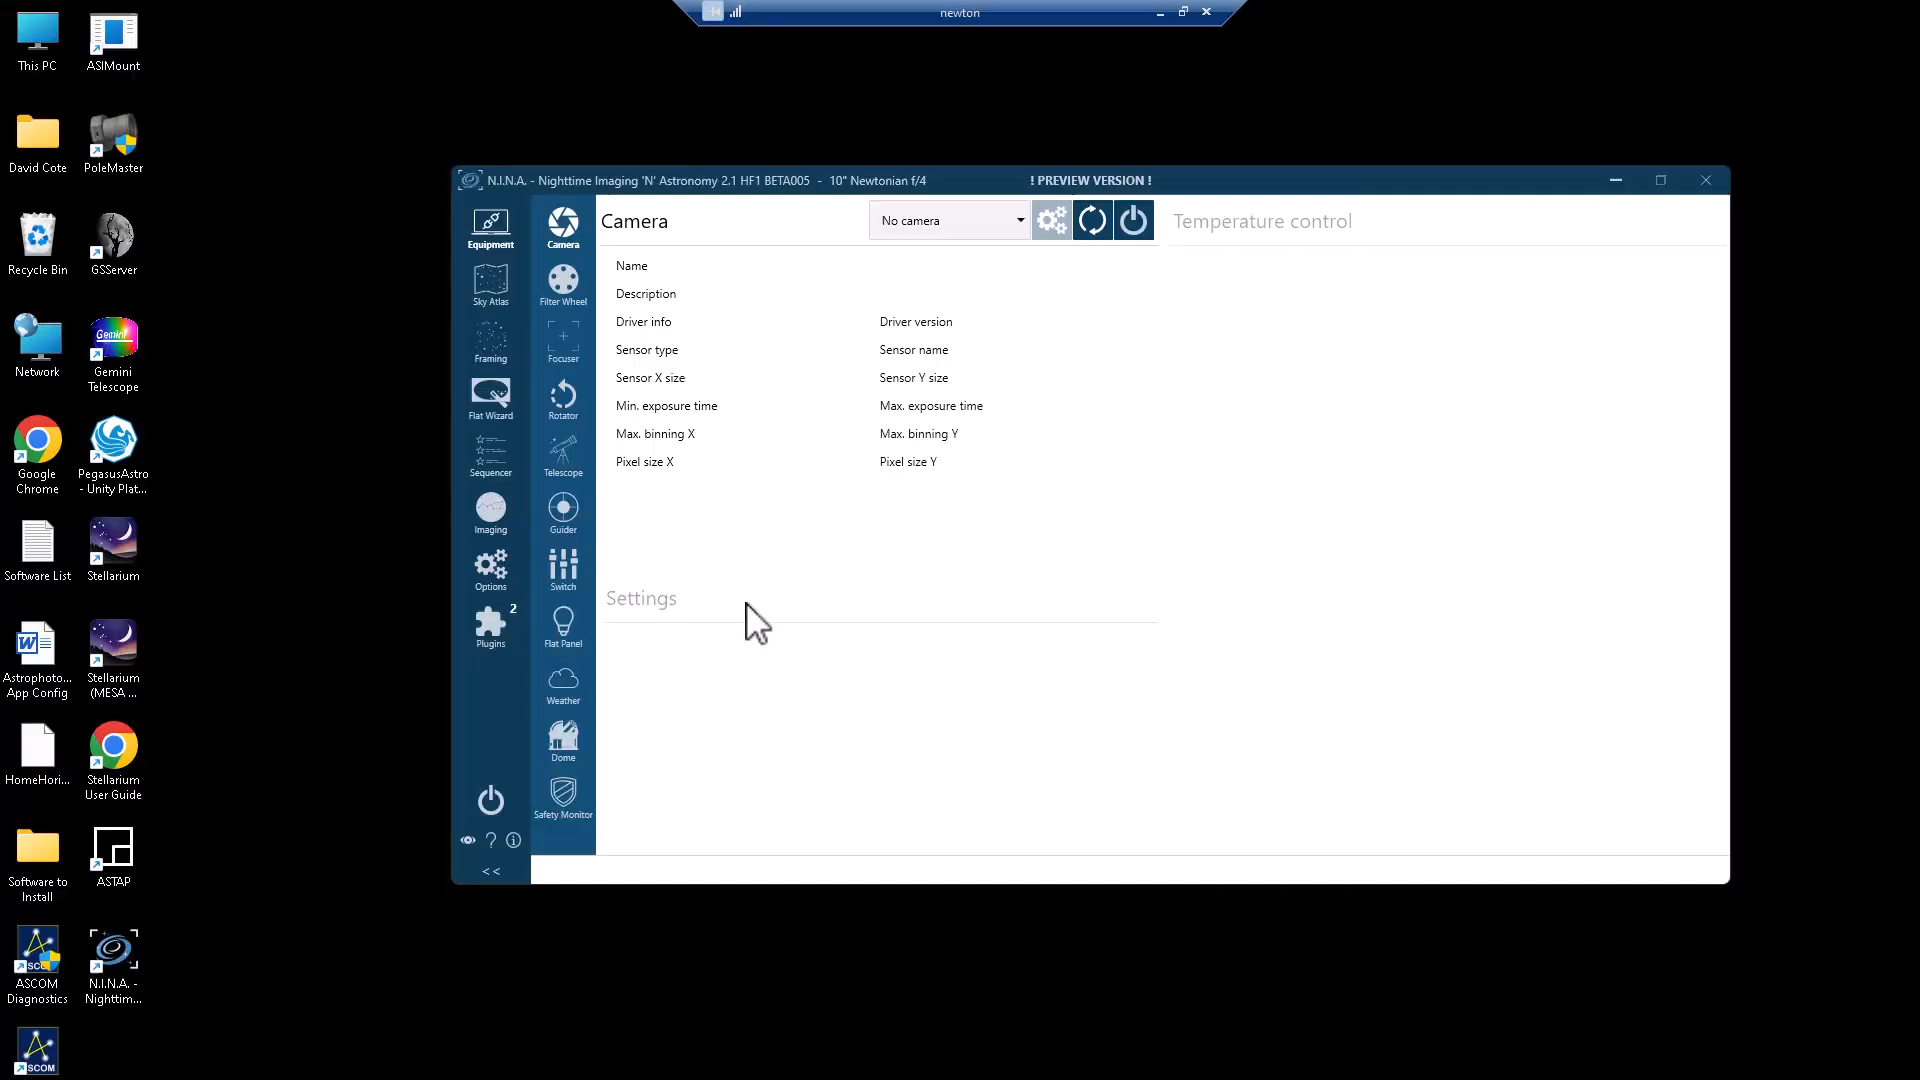 newton
This PC
ASIMount
David Cote
PoleMaster
Recycle Bin
GSServer
Network
Gemini
Gemini
Telescope
Google
Chrome
PegasusAstro
- Unity Plat...
Software List
Stellarium
Astrophoto...
App Config
Stellarium
(MESA ...
HomeHori...
Stellarium
User Guide
Software to
Install
ASTAP
ASCOM
Diagnostics
N.I.N.A. -
Nighttim...
SCOM
N.I.N.A. - Nighttime Imaging 'N' Astronomy 2.1 HF1 BETA005 - 10" Newtonian f/4
! PREVIEW VERSION !
Equipment
Sky Atlas
Framing
Flat Wizard
Sequencer
Imaging
Options
2
Plugins
? i
<<
Camera
Filter Wheel
Focuser
Rotator
Telescope
Guider
Switch
Flat Panel
Weather
Dome
Safety Monitor
Camera
No camera
Name
Description
Driver info
Driver version
Sensor type
Sensor name
Sensor X size
Sensor Y size
Min. exposure time
Max. exposure time
Max. binning X
Max. binning Y
Pixel size X
Pixel size Y
Settings
Temperature control